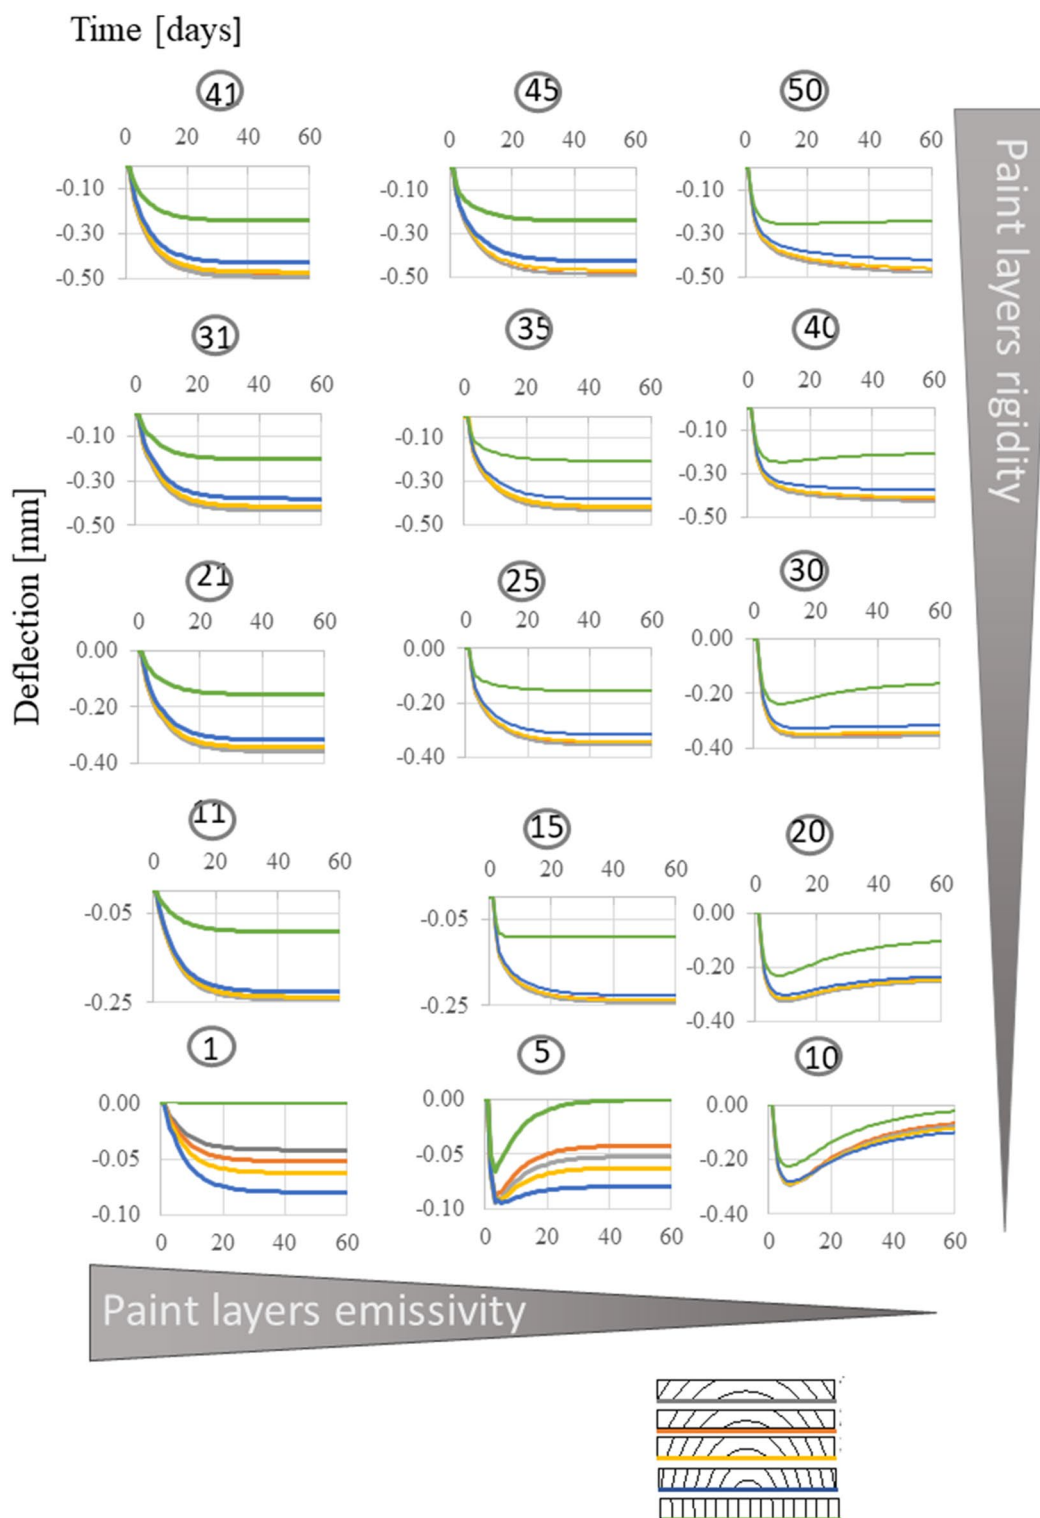 Time [days]
41 45 50
0 20 40 60 0 20 40 60 0 20 40 60
-0.10 -0.10 -0.10
-0.30 -0.30 -0.30
-0.50 -0.50 -0.50
31 35 40
0 20 40 60 0 20 40 60 0 20 40 60
-0.10 -0.10 -0.10
-0.30 -0.30 -0.30
-0.50 -0.50 -0.50
Deflection [mm]
21 25 30
0 20 40 60 0 20 40 60 0 20 40 60
0.00 0.00 0.00
-0.20 -0.20 -0.20
-0.40 -0.40 -0.40
11 15 20
0 20 40 60 0 20 40 60 0 20 40 60
-0.05 -0.05 0.00
-0.25 -0.25 -0.20
-0.40
1 5 10
0.00 0.00 0.00
-0.05 -0.05 -0.20
-0.10 -0.10 -0.40
0 20 40 60 0 20 40 60 0 20 40 60
Paint layers rigidity
Paint layers emissivity